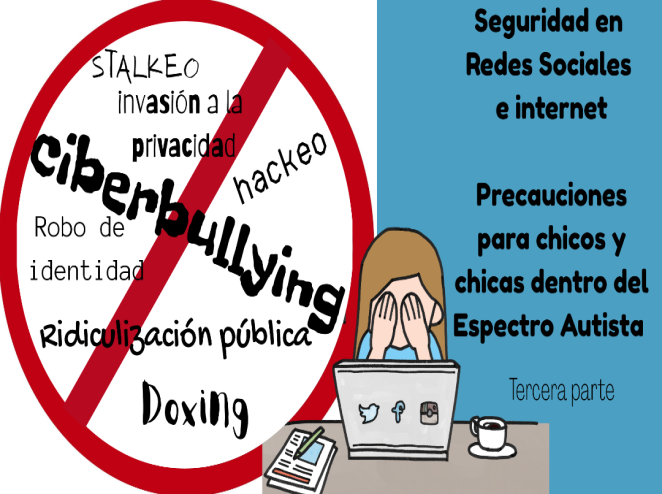 STALKEO
invasión a la
privacidad
hackeo
ciberbullying
Robo de
identidad
Ridiculización pública
Doxing
Seguridad en
Redes Sociales
e internet
Precauciones
para chicos y
chicas dentro del
Espectro Autista
Tercera parte